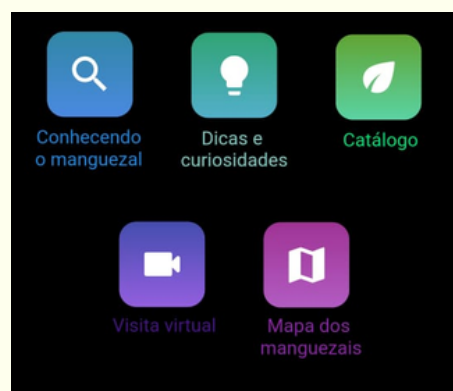 Conhecendo
o manguezal
Dicas e
curiosidades
Catálogo
Visita virtual
Mapa dos
manguezais